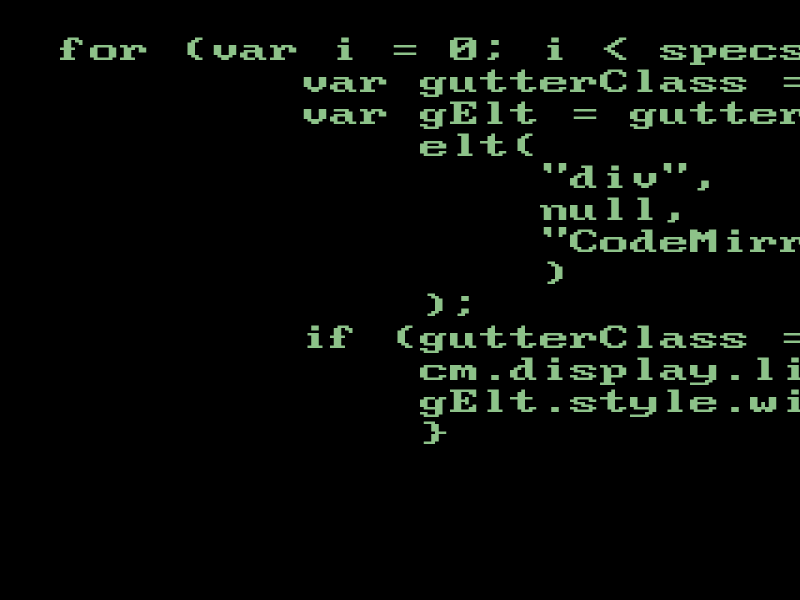 for (var i = 0; i < specs
var gutterClass =
var gElt = gutter
elt(
"div",
null,
"CodeMirr
)
);
if (gutterClass =
cm.display.li
gElt.style.wi
}